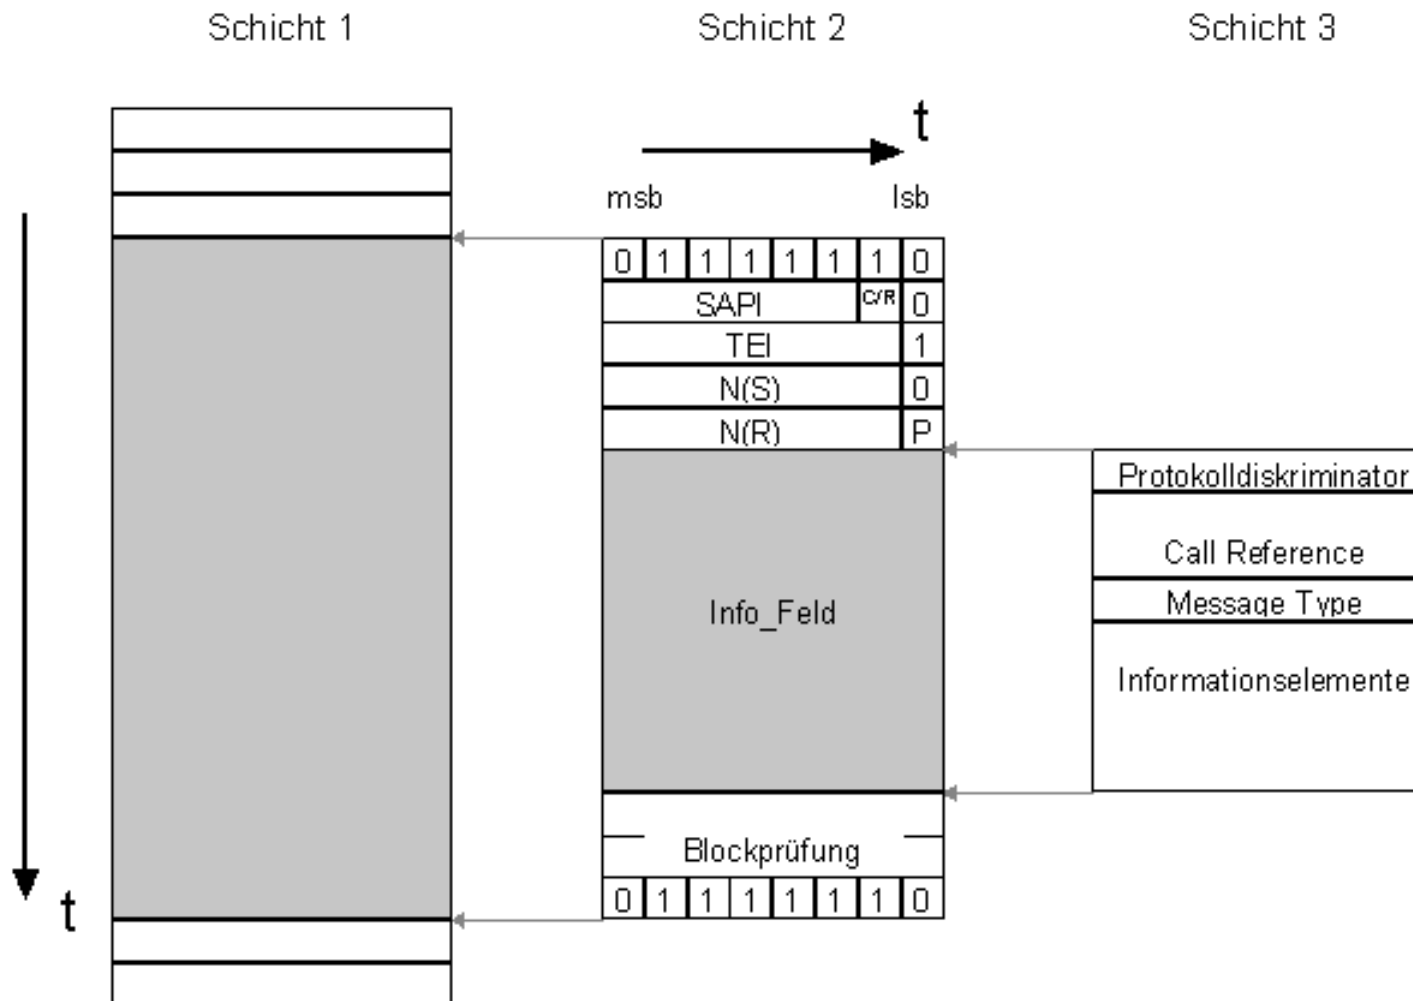 Schicht 1 Schicht 2 Schicht 3
t
msb lsb
0 1 1 1 1 1 1 0
SAPI C/R 0
TEI 1
N(S) 0
N(R) P
Protokolldiskriminator
Call Reference
Message Type
Info_Feld
Informationselemente
Blockprüfung
0 1 1 1 1 1 1 0
t